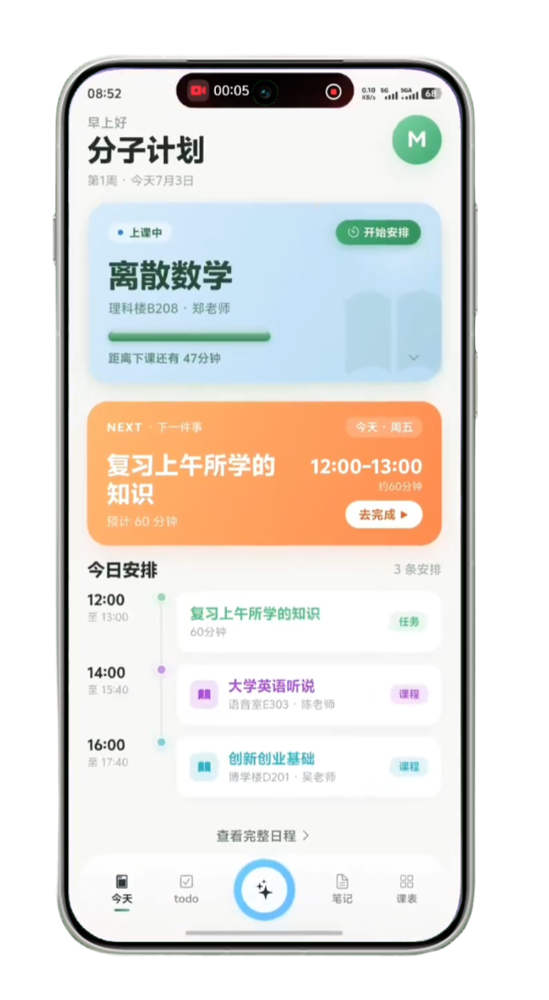 08:52
00:05
0.10 KB/s 5G 5GA 68
早上好
分子计划
M
第1周 · 今天7月3日
上课中
开始安排
离散数学
理科楼B208 · 郑老师
距离下课还有 47分钟
NEXT · 下一件事
今天 · 周五
复习上午所学的
知识
12:00-13:00
约60分钟
预计 60 分钟
去完成
今日安排
3 条安排
12:00
至 13:00
复习上午所学的知识
60分钟
任务
14:00
至 15:40
大学英语听说
语音室E303 · 陈老师
课程
16:00
至 17:40
创新创业基础
博学楼D201 · 吴老师
课程
查看完整日程
今天
todo
笔记
课表